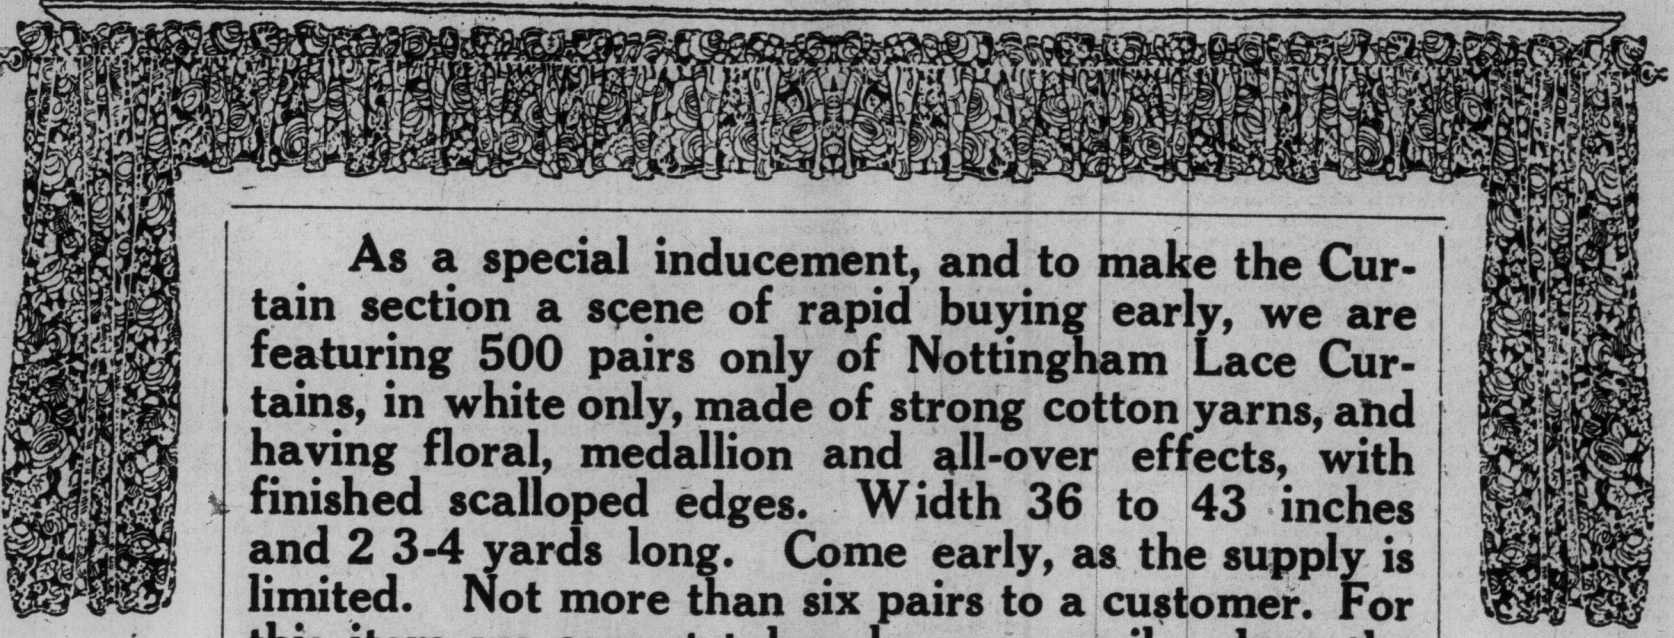 As a special inducement, and to make the Cur-
tain section a scene of rapid buying early, we are
featuring 500 pairs only of Nottingham Lace Cur-
tains, in white only, made of strong cotton yarns, and
having floral, medallion and all-over effects, with
finished scalloped edges. Width 36 to 43 inches
and 2 3-4 yards long. Come early, as the supply is
limited. Not more than six pairs to a customer. For
this item